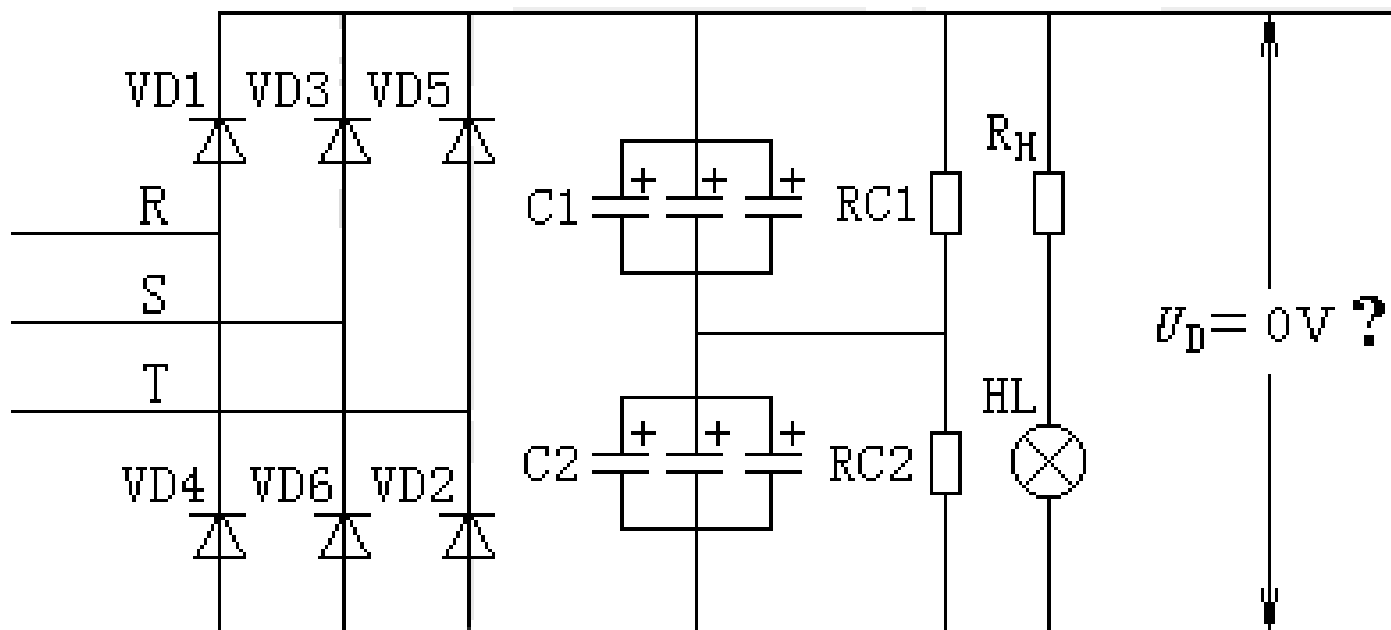 VD1 VD3 VD5
R
S
T
VD4 VD6 VD2
C1 + + +
C2 + + +
RC1
RC2
RH
HL
UD= 0V ?